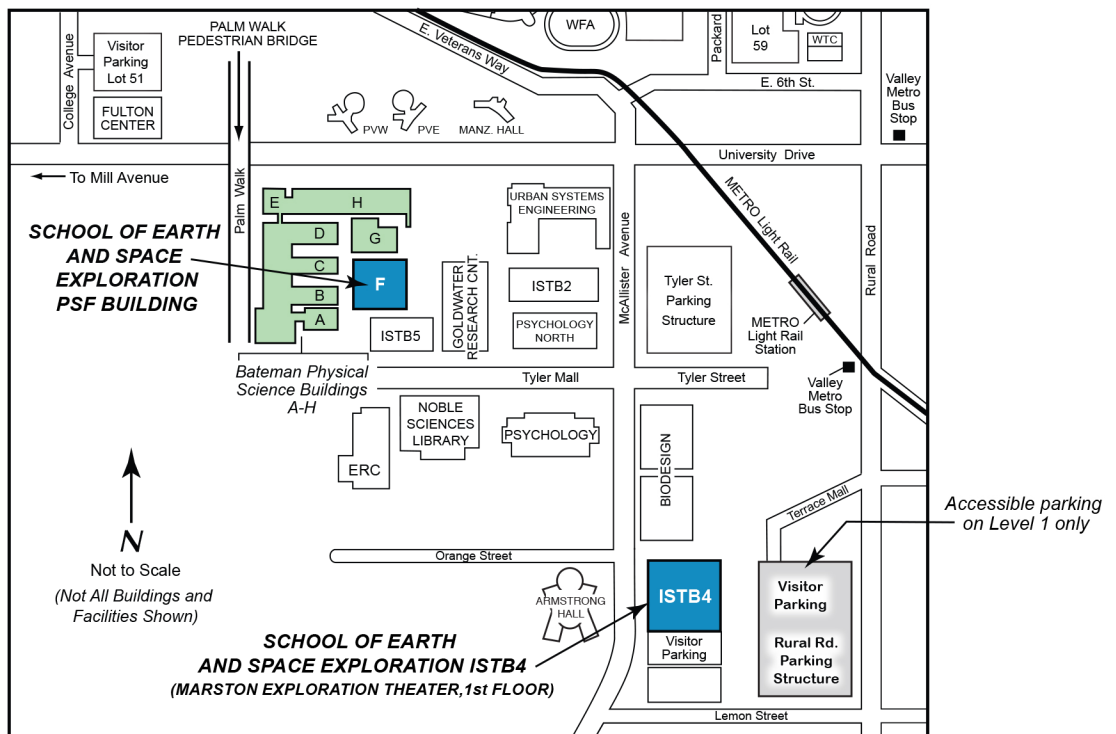 PALM WALK
PEDESTRIAN BRIDGE
College Avenue
Visitor
Parking
Lot 51
FULTON
CENTER
E. Veterans Way
WFA
Packard
Lot
59
WTC
E. 6th St.
Valley
Metro
Bus
Stop
PVW
PVE
MANZ. HALL
University Drive
To Mill Avenue
Palm Walk
METRO Light Rail
Rural Road
McAllister Avenue
E
H
D
G
C
F
B
A
SCHOOL OF EARTH
AND SPACE
EXPLORATION
PSF BUILDING
URBAN SYSTEMS
ENGINEERING
GOLDWATER
RESEARCH CNT.
ISTB2
ISTB5
PSYCHOLOGY
NORTH
Tyler St.
Parking
Structure
METRO
Light Rail
Station
Bateman Physical
Science Buildings
A-H
Tyler Mall
Tyler Street
Valley
Metro
Bus Stop
NOBLE
SCIENCES
LIBRARY
PSYCHOLOGY
ERC
BIODESIGN
Terrace Mall
Accessible parking
on Level 1 only
N
Not to Scale
(Not All Buildings and
Facilities Shown)
Orange Street
ARMSTRONG
HALL
ISTB4
Visitor
Parking
Visitor
Parking
Rural Rd.
Parking
Structure
SCHOOL OF EARTH
AND SPACE EXPLORATION ISTB4
(MARSTON EXPLORATION THEATER,1st FLOOR)
Lemon Street